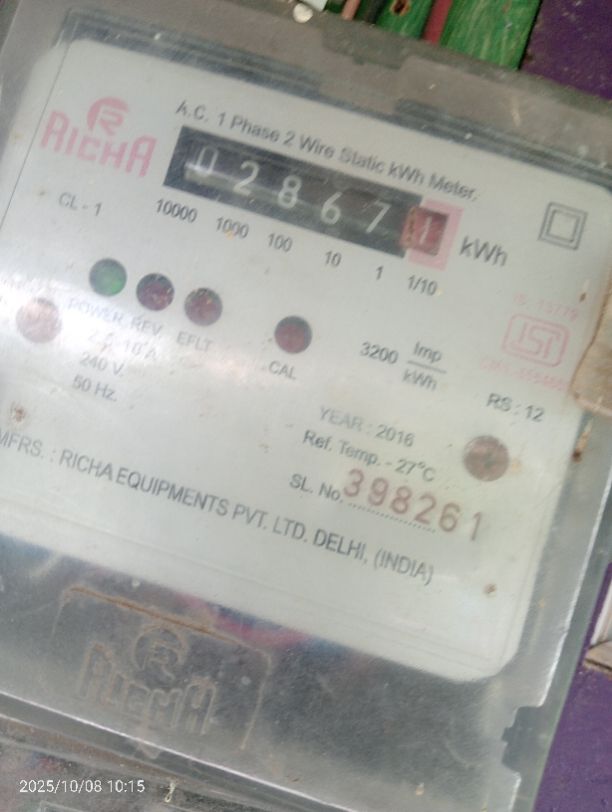 RICHA
A.C. 1 Phase 2 Wire Static kWh Meter.
0 2 8 6 7 1 kWh
CL - 1
10000 1000 100 10 1 1/10
POWER REV EFLT CAL
3200 Imp/kWh
240 V.
50 Hz.
RS : 12
YEAR : 2016
Ref. Temp. - 27°C
SL. No. 398261
MFRS. : RICHA EQUIPMENTS PVT. LTD. DELHI, (INDIA)
RICHA
2025/10/08 10:15